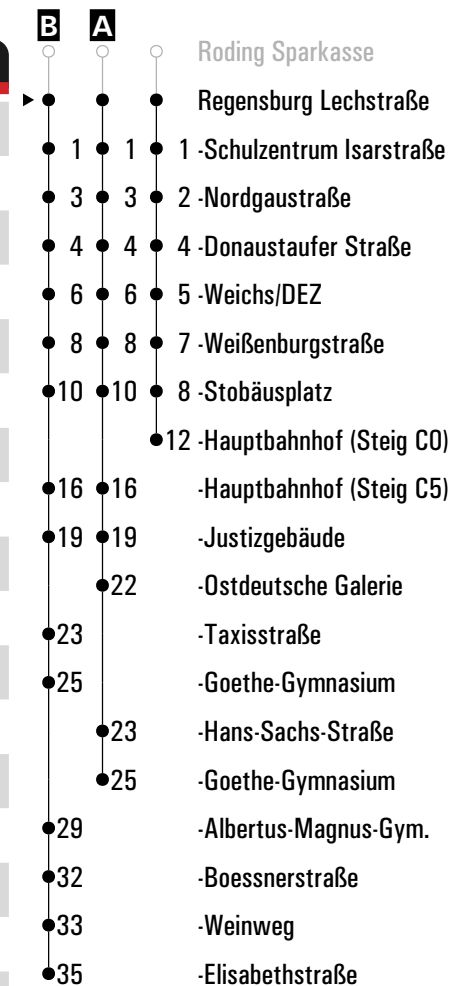 B A
Roding Sparkasse
Regensburg Lechstraße
1 1 1 -Schulzentrum Isarstraße
3 3 2 -Nordgaustraße
4 4 4 -Donaustaufer Straße
6 6 5 -Weichs/DEZ
8 8 7 -Weißenburgstraße
10 10 8 -Stobäusplatz
12 -Hauptbahnhof (Steig C0)
16 16 -Hauptbahnhof (Steig C5)
19 19 -Justizgebäude
22 -Ostdeutsche Galerie
23 -Taxisstraße
25 -Goethe-Gymnasium
23 -Hans-Sachs-Straße
25 -Goethe-Gymnasium
29 -Albertus-Magnus-Gym.
32 -Boessnerstraße
33 -Weinweg
35 -Elisabethstraße